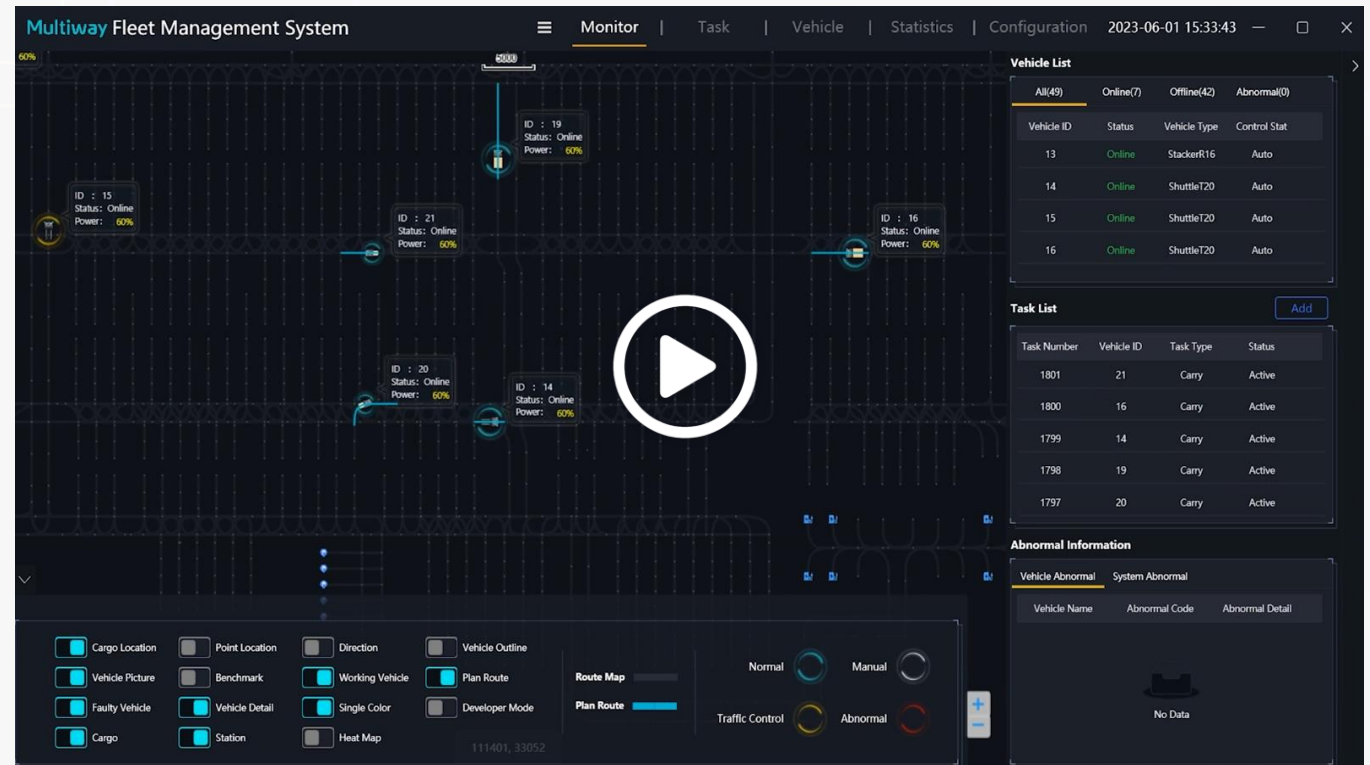 Multiway Fleet Management System
Monitor | Task | Vehicle | Statistics | Configuration 2023-06-01 15:33:43
60%
5000
ID : 19
Status: Online
Power: 60%
ID : 15
Status: Online
Power: 60%
ID : 21
Status: Online
Power: 60%
ID : 16
Status: Online
Power: 60%
ID : 20
Status: Online
Power: 60%
ID : 14
Status: Online
Power: 60%
Vehicle List
All(49) Online(7) Offline(42) Abnormal(0)
Vehicle ID Status Vehicle Type Control Stat
13 Online StackerR16 Auto
14 Online ShuttleT20 Auto
15 Online ShuttleT20 Auto
16 Online ShuttleT20 Auto
Task List Add
Task Number Vehicle ID Task Type Status
1801 21 Carry Active
1800 16 Carry Active
1799 14 Carry Active
1798 19 Carry Active
1797 20 Carry Active
Abnormal Information
Vehicle Abnormal System Abnormal
Vehicle Name Abnormal Code Abnormal Detail
No Data
Cargo Location Point Location Direction Vehicle Outline
Vehicle Picture Benchmark Working Vehicle Plan Route
Faulty Vehicle Vehicle Detail Single Color Developer Mode
Cargo Station Heat Map
Route Map
Plan Route
Normal Manual
Traffic Control Abnormal
111401, 33052